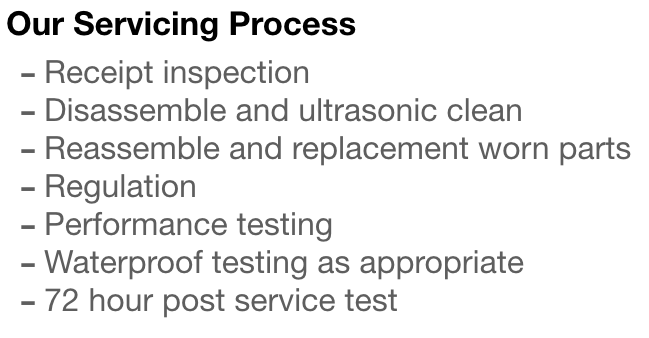 Our Servicing Process
– Receipt inspection
– Disassemble and ultrasonic clean
– Reassemble and replacement worn parts
– Regulation
– Performance testing
– Waterproof testing as appropriate
– 72 hour post service test